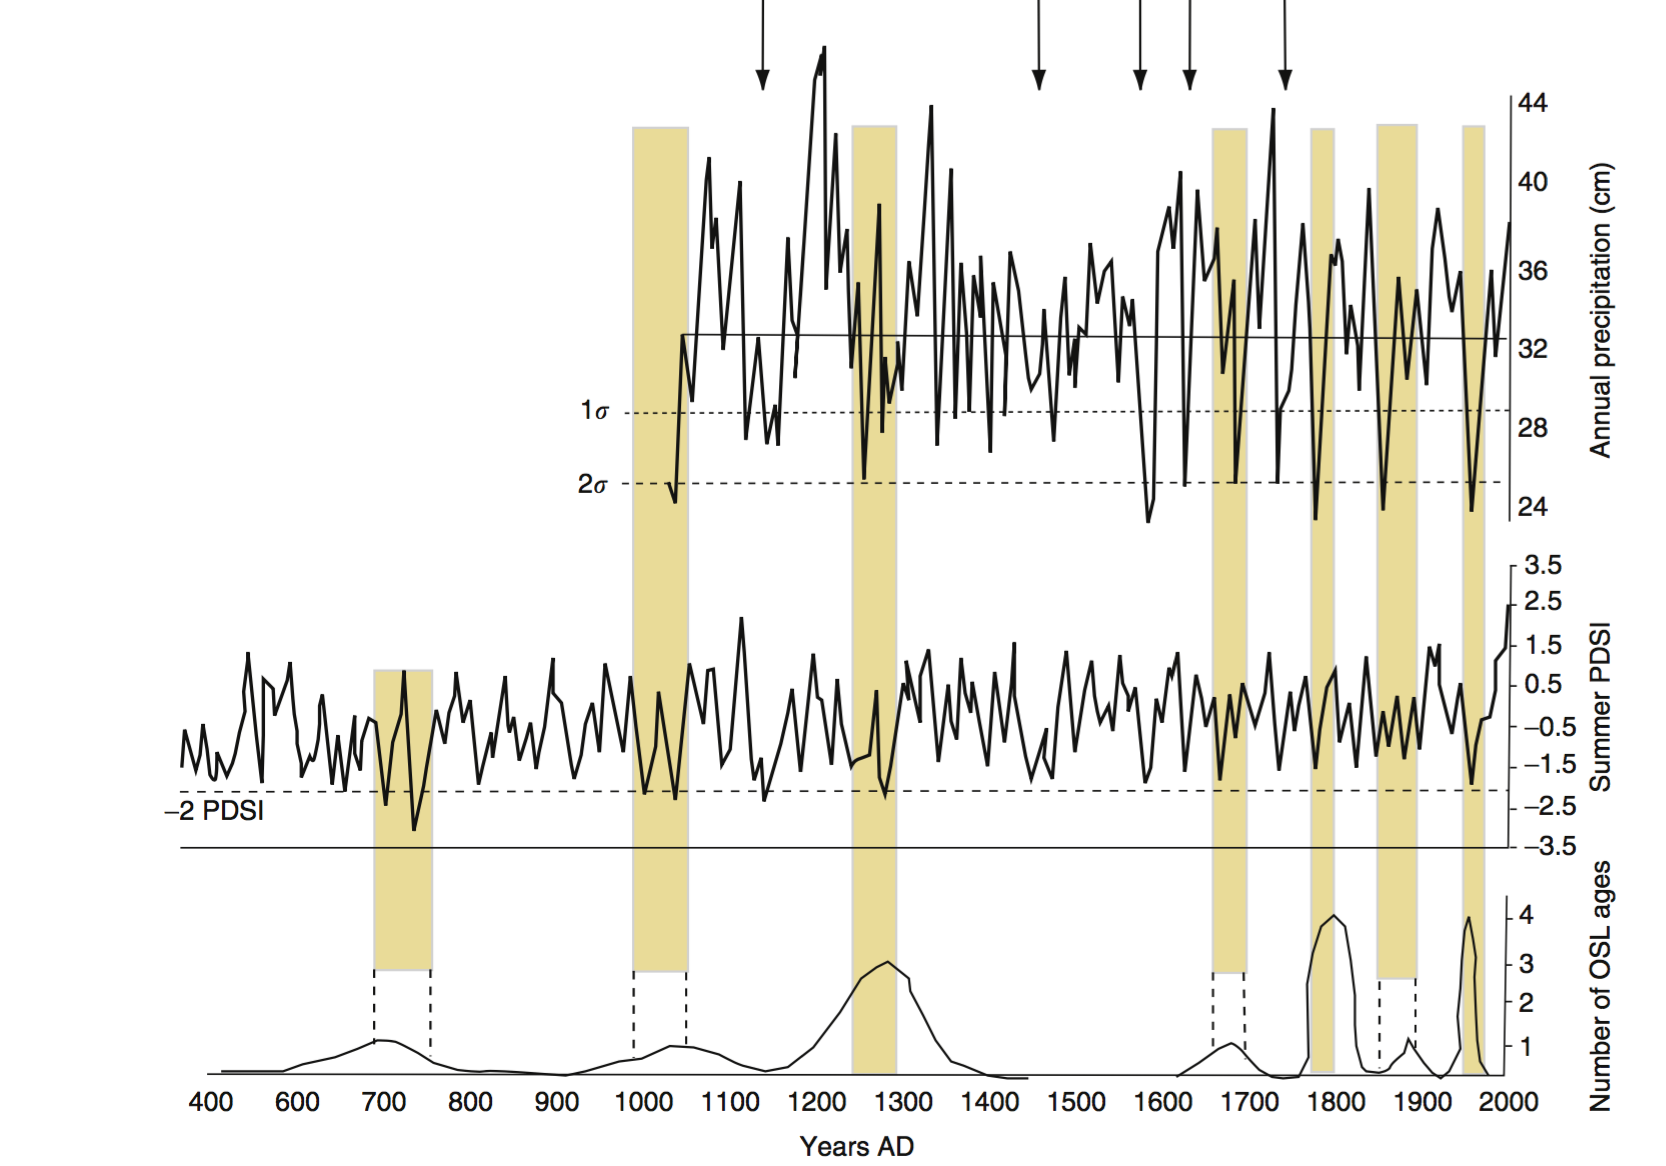 44
40
36
32
28
24
Annual precipitation (cm)
1σ
2σ
3.5
2.5
1.5
0.5
−0.5
−1.5
−2.5
−3.5
Summer PDSI
−2 PDSI
4
3
2
1
Number of OSL ages
400 600 700 800 900 1000 1100 1200 1300 1400 1500 1600 1700 1800 1900 2000
Years AD